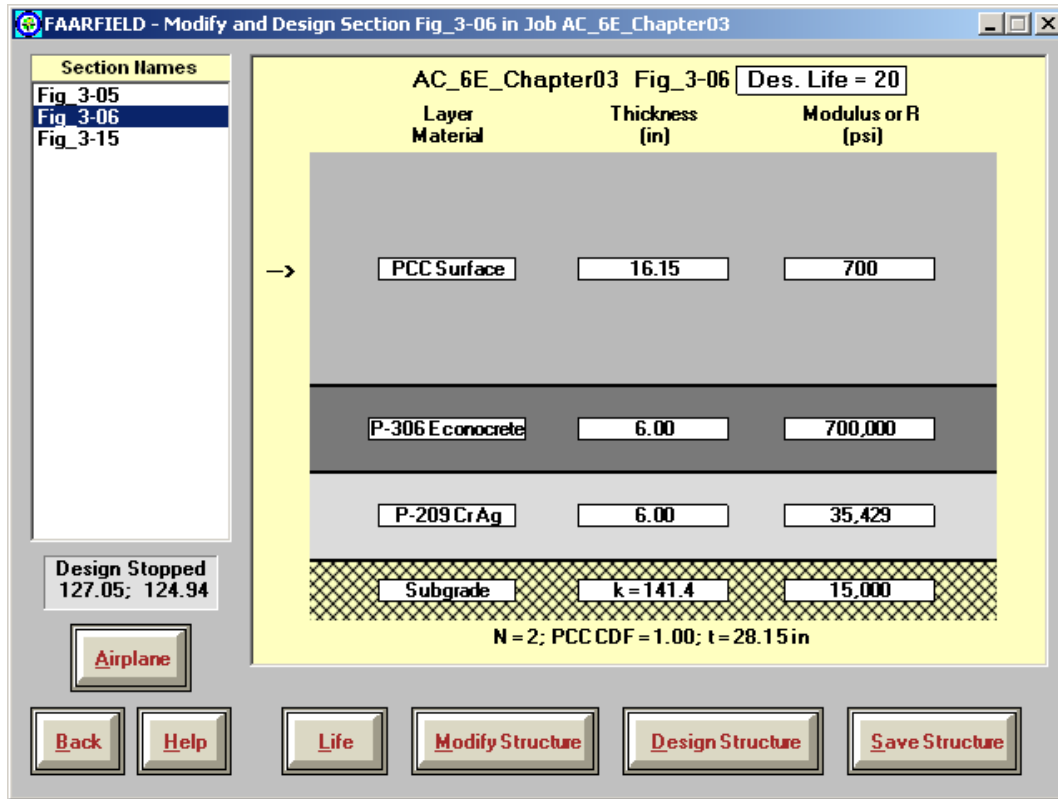 FAARFIELD - Modify and Design Section Fig_3-06 in Job AC_6E_Chapter03
Section Names
Fig_3-05
Fig_3-06
Fig_3-15
Design Stopped
127.05; 124.94
Airplane
Back
Help
AC_6E_Chapter03 Fig_3-06 Des. Life = 20
Layer Material
Thickness (in)
Modulus or R (psi)
-->
PCC Surface 16.15 700
P-306 Econocrete 6.00 700,000
P-209 Cr Ag 6.00 35,429
Subgrade k = 141.4 15,000
N = 2; PCC CDF = 1.00; t = 28.15 in
Life
Modify Structure
Design Structure
Save Structure